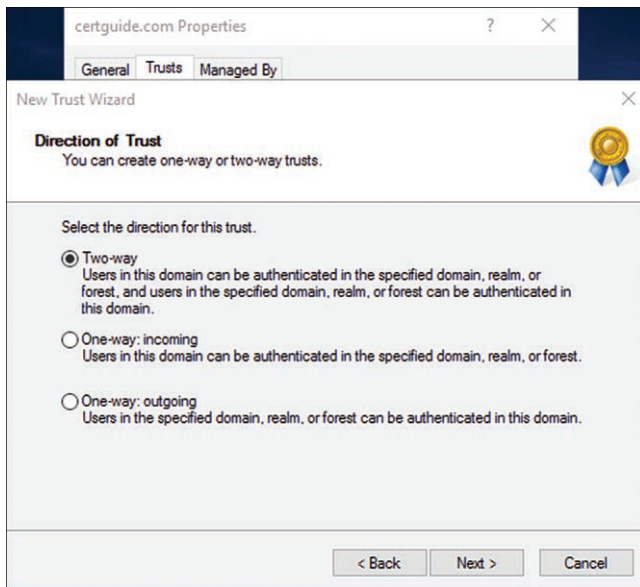 certguide.com Properties ?
General Trusts Managed By
New Trust Wizard
Direction of Trust
You can create one-way or two-way trusts.
Select the direction for this trust.
Two-way
Users in this domain can be authenticated in the specified domain, realm, or
forest, and users in the specified domain, realm, or forest can be authenticated in
this domain.
One-way: incoming
Users in this domain can be authenticated in the specified domain, realm, or forest.
One-way: outgoing
Users in the specified domain, realm, or forest can be authenticated in this domain.
< Back Next > Cancel